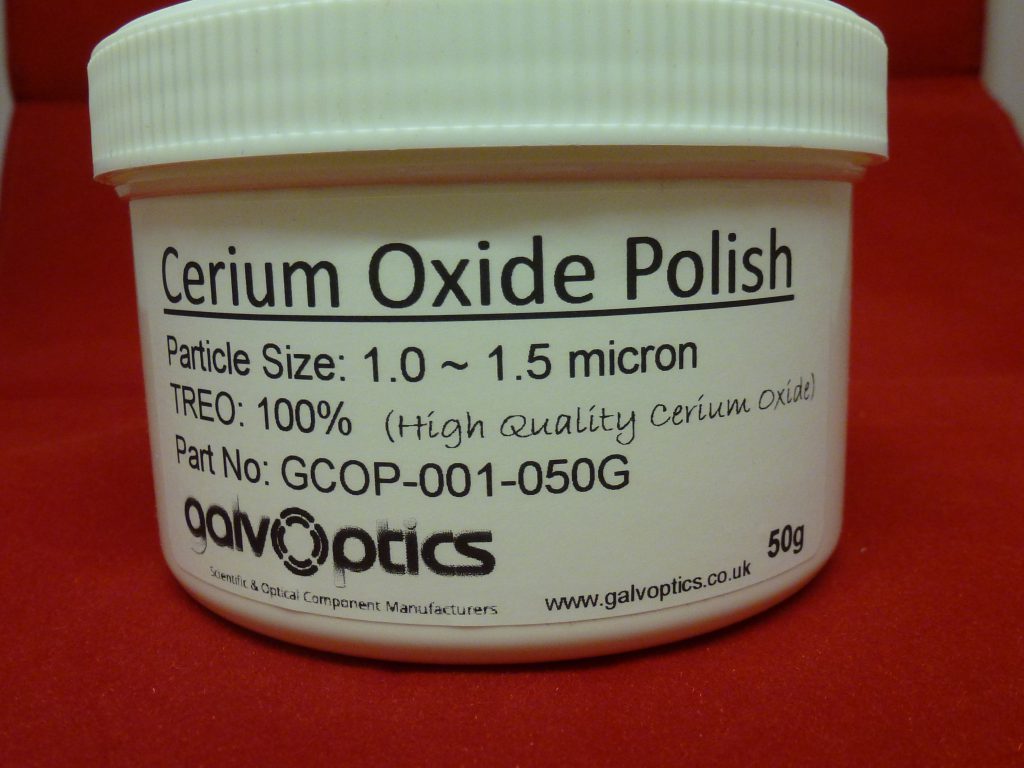 Cerium Oxide Polish
Particle Size: 1.0 ~ 1.5 micron
TREO: 100% (High Quality Cerium Oxide)
Part No: GCOP-001-050G
galvOptics
Scientific & Optical Component Manufacturers
www.galvoptics.co.uk
50g